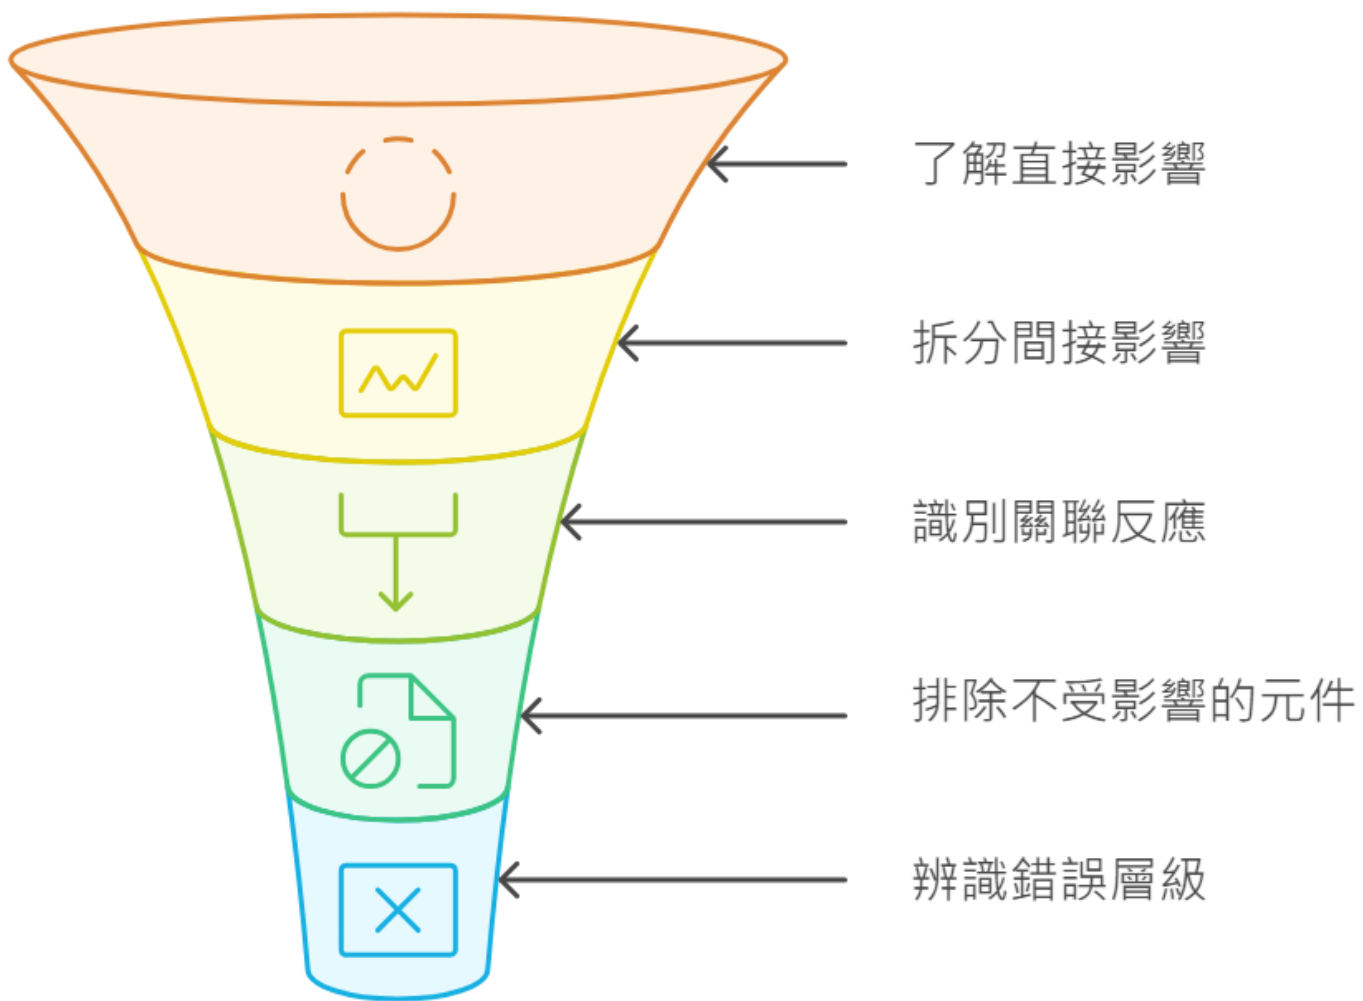 了解直接影響
拆分間接影響
識別關聯反應
排除不受影響的元件
辨識錯誤層級